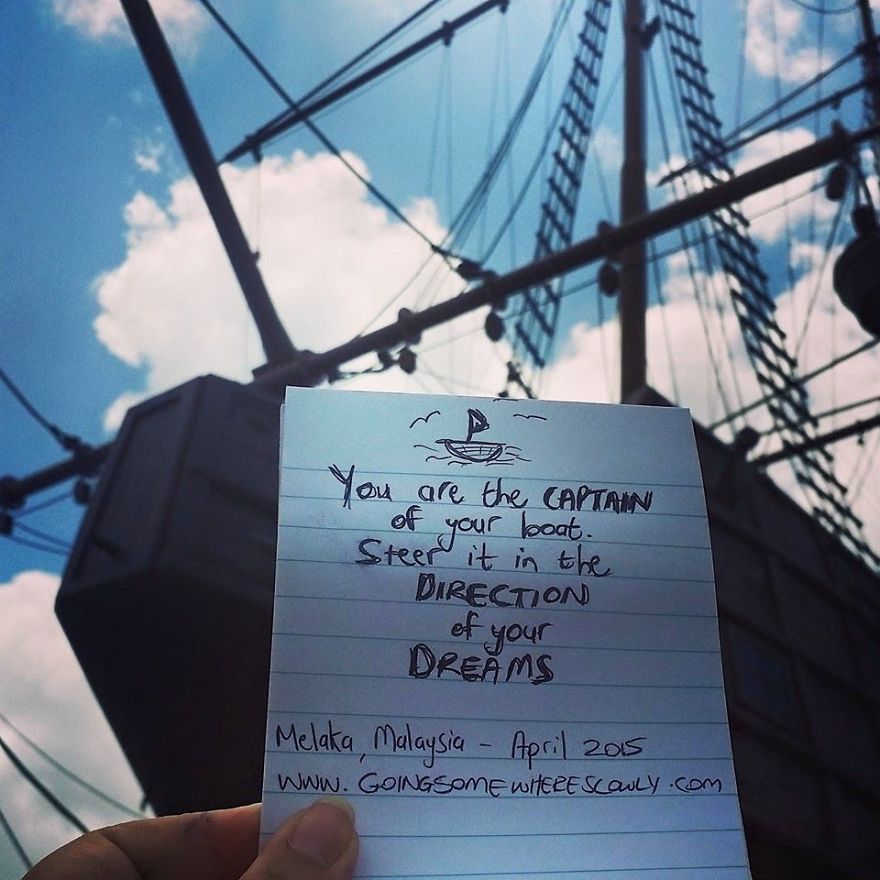 You are the CAPTAIN
of your boat.
Steer it in the
DIRECTION
of your
DREAMS
Melaka, Malaysia - April 2015
WWW.GOINGSOMEWHERESLOWLY.COM